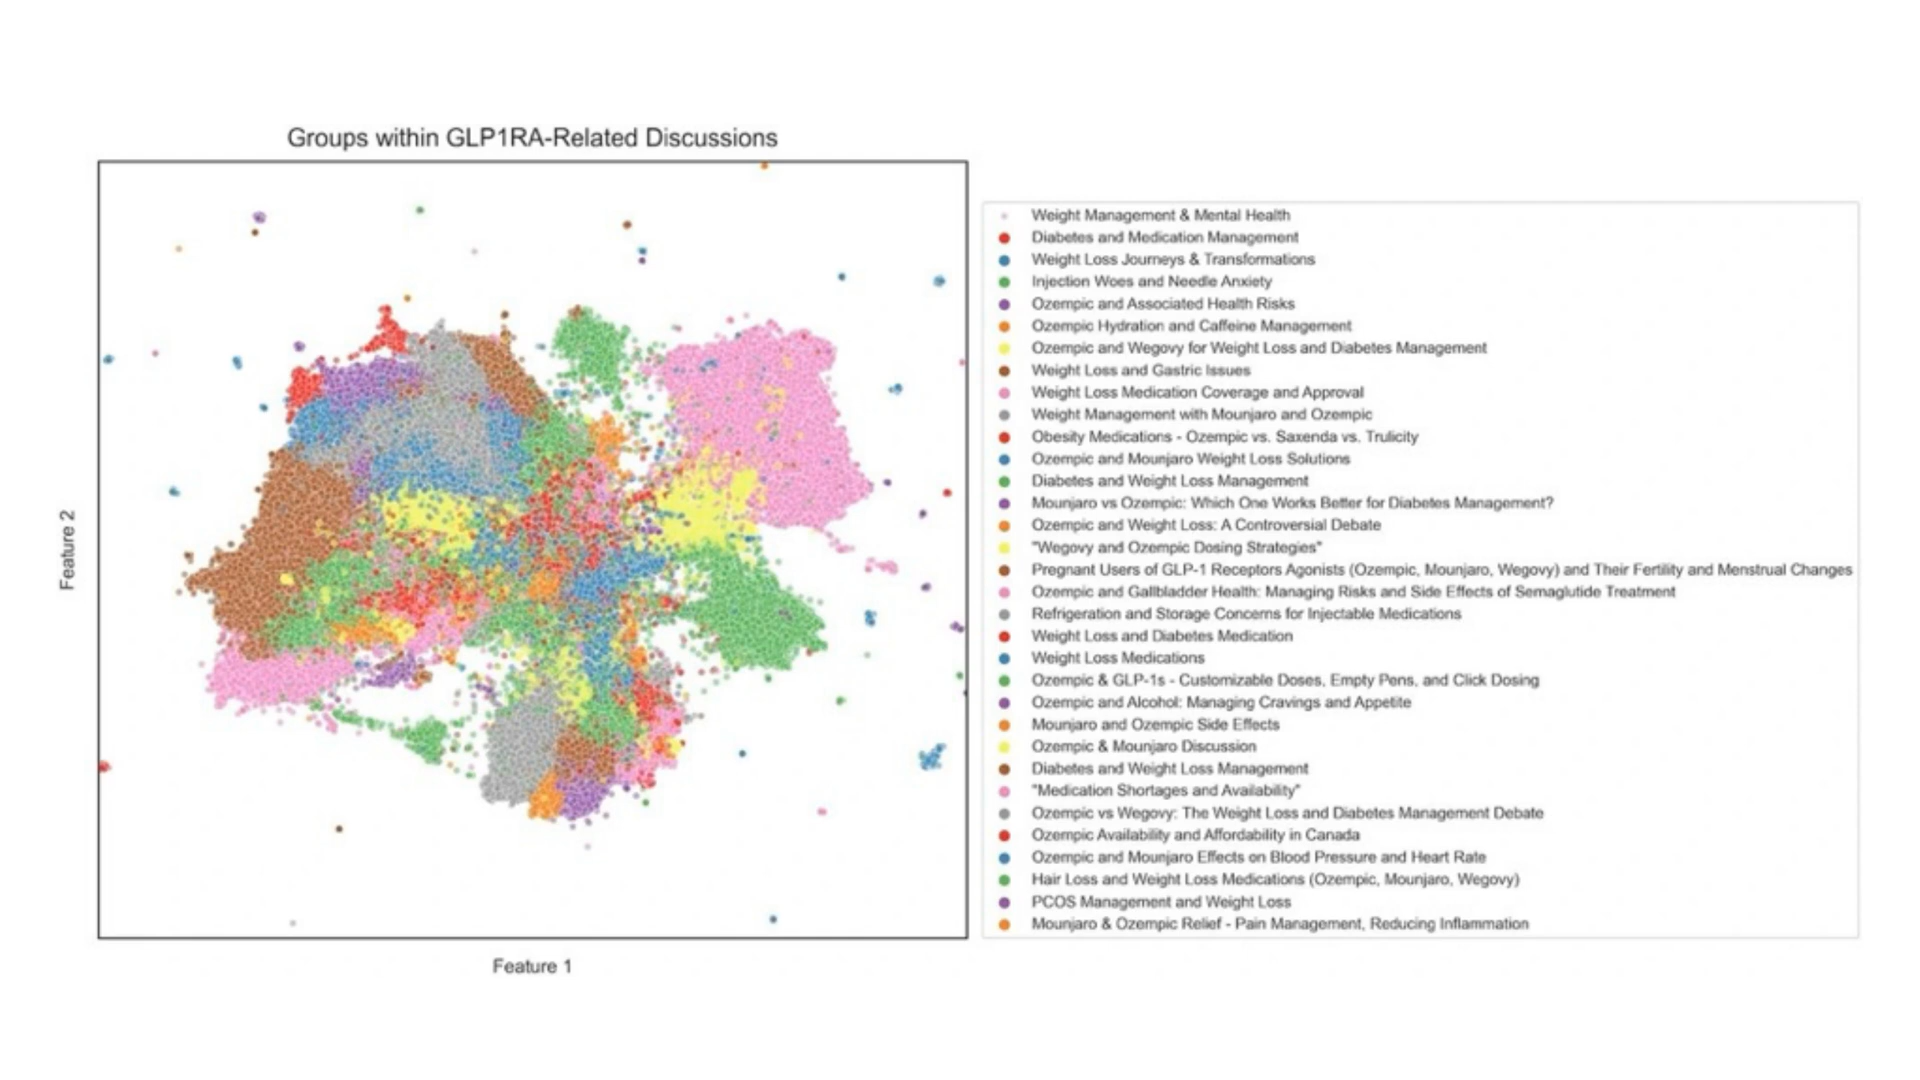 Groups within GLP1RA-Related Discussions
Feature 2
Feature 1
Weight Management & Mental Health
Diabetes and Medication Management
Weight Loss Journeys & Transformations
Injection Woes and Needle Anxiety
Ozempic and Associated Health Risks
Ozempic Hydration and Caffeine Management
Ozempic and Wegovy for Weight Loss and Diabetes Management
Weight Loss and Gastric Issues
Weight Loss Medication Coverage and Approval
Weight Management with Mounjaro and Ozempic
Obesity Medications - Ozempic vs. Saxenda vs. Trulicity
Ozempic and Mounjaro Weight Loss Solutions
Diabetes and Weight Loss Management
Mounjaro vs Ozempic: Which One Works Better for Diabetes Management?
Ozempic and Weight Loss: A Controversial Debate
"Wegovy and Ozempic Dosing Strategies"
Pregnant Users of GLP-1 Receptors Agonists (Ozempic, Mounjaro, Wegovy) and Their Fertility and Menstrual Changes
Ozempic and Gallbladder Health: Managing Risks and Side Effects of Semaglutide Treatment
Refrigeration and Storage Concerns for Injectable Medications
Weight Loss and Diabetes Medication
Weight Loss Medications
Ozempic & GLP-1s - Customizable Doses, Empty Pens, and Click Dosing
Ozempic and Alcohol: Managing Cravings and Appetite
Mounjaro and Ozempic Side Effects
Ozempic & Mounjaro Discussion
Diabetes and Weight Loss Management
"Medication Shortages and Availability"
Ozempic vs Wegovy: The Weight Loss and Diabetes Management Debate
Ozempic Availability and Affordability in Canada
Ozempic and Mounjaro Effects on Blood Pressure and Heart Rate
Hair Loss and Weight Loss Medications (Ozempic, Mounjaro, Wegovy)
PCOS Management and Weight Loss
Mounjaro & Ozempic Relief - Pain Management, Reducing Inflammation